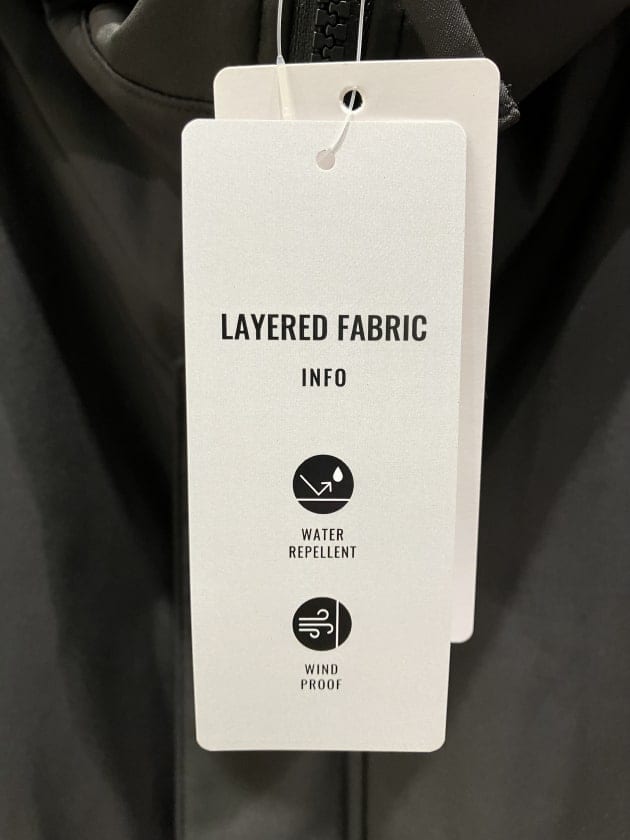 LAYERED FABRIC
INFO
WATER
REPELLENT
WIND
PROOF